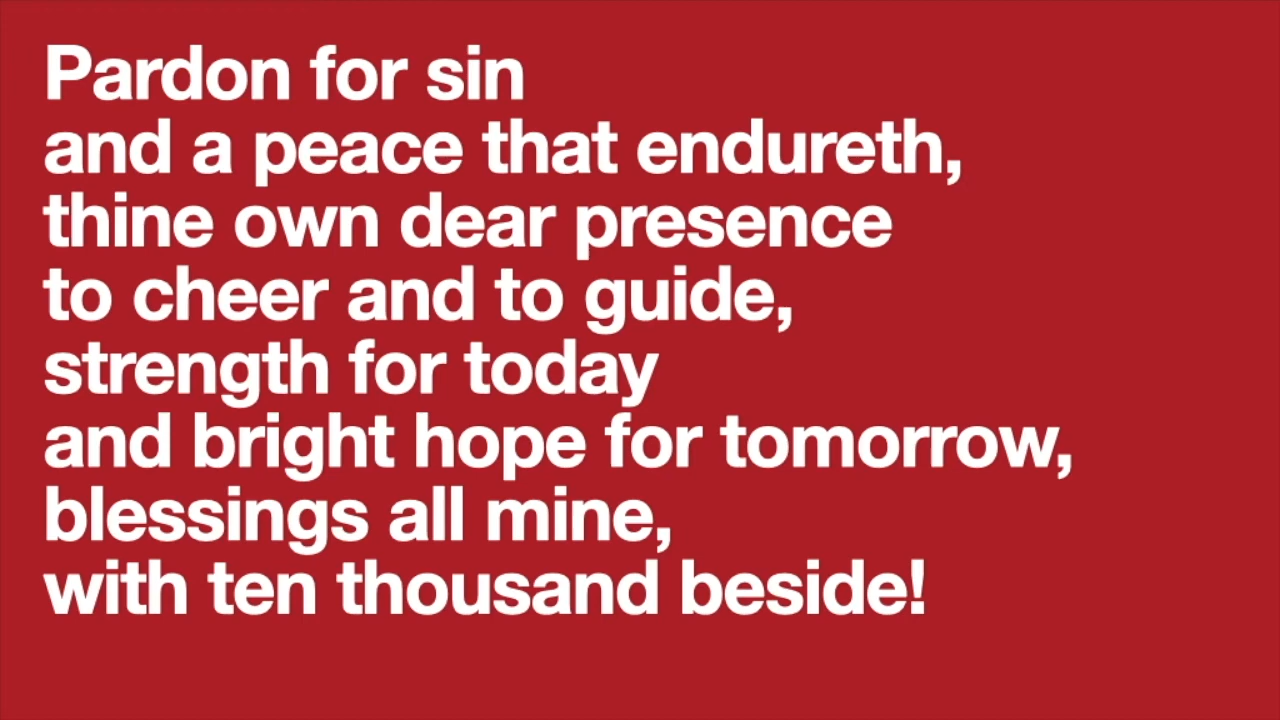 Pardon for sin
and a peace that endureth,
thine own dear presence
to cheer and to guide,
strength for today
and bright hope for tomorrow,
blessings all mine,
with ten thousand beside!